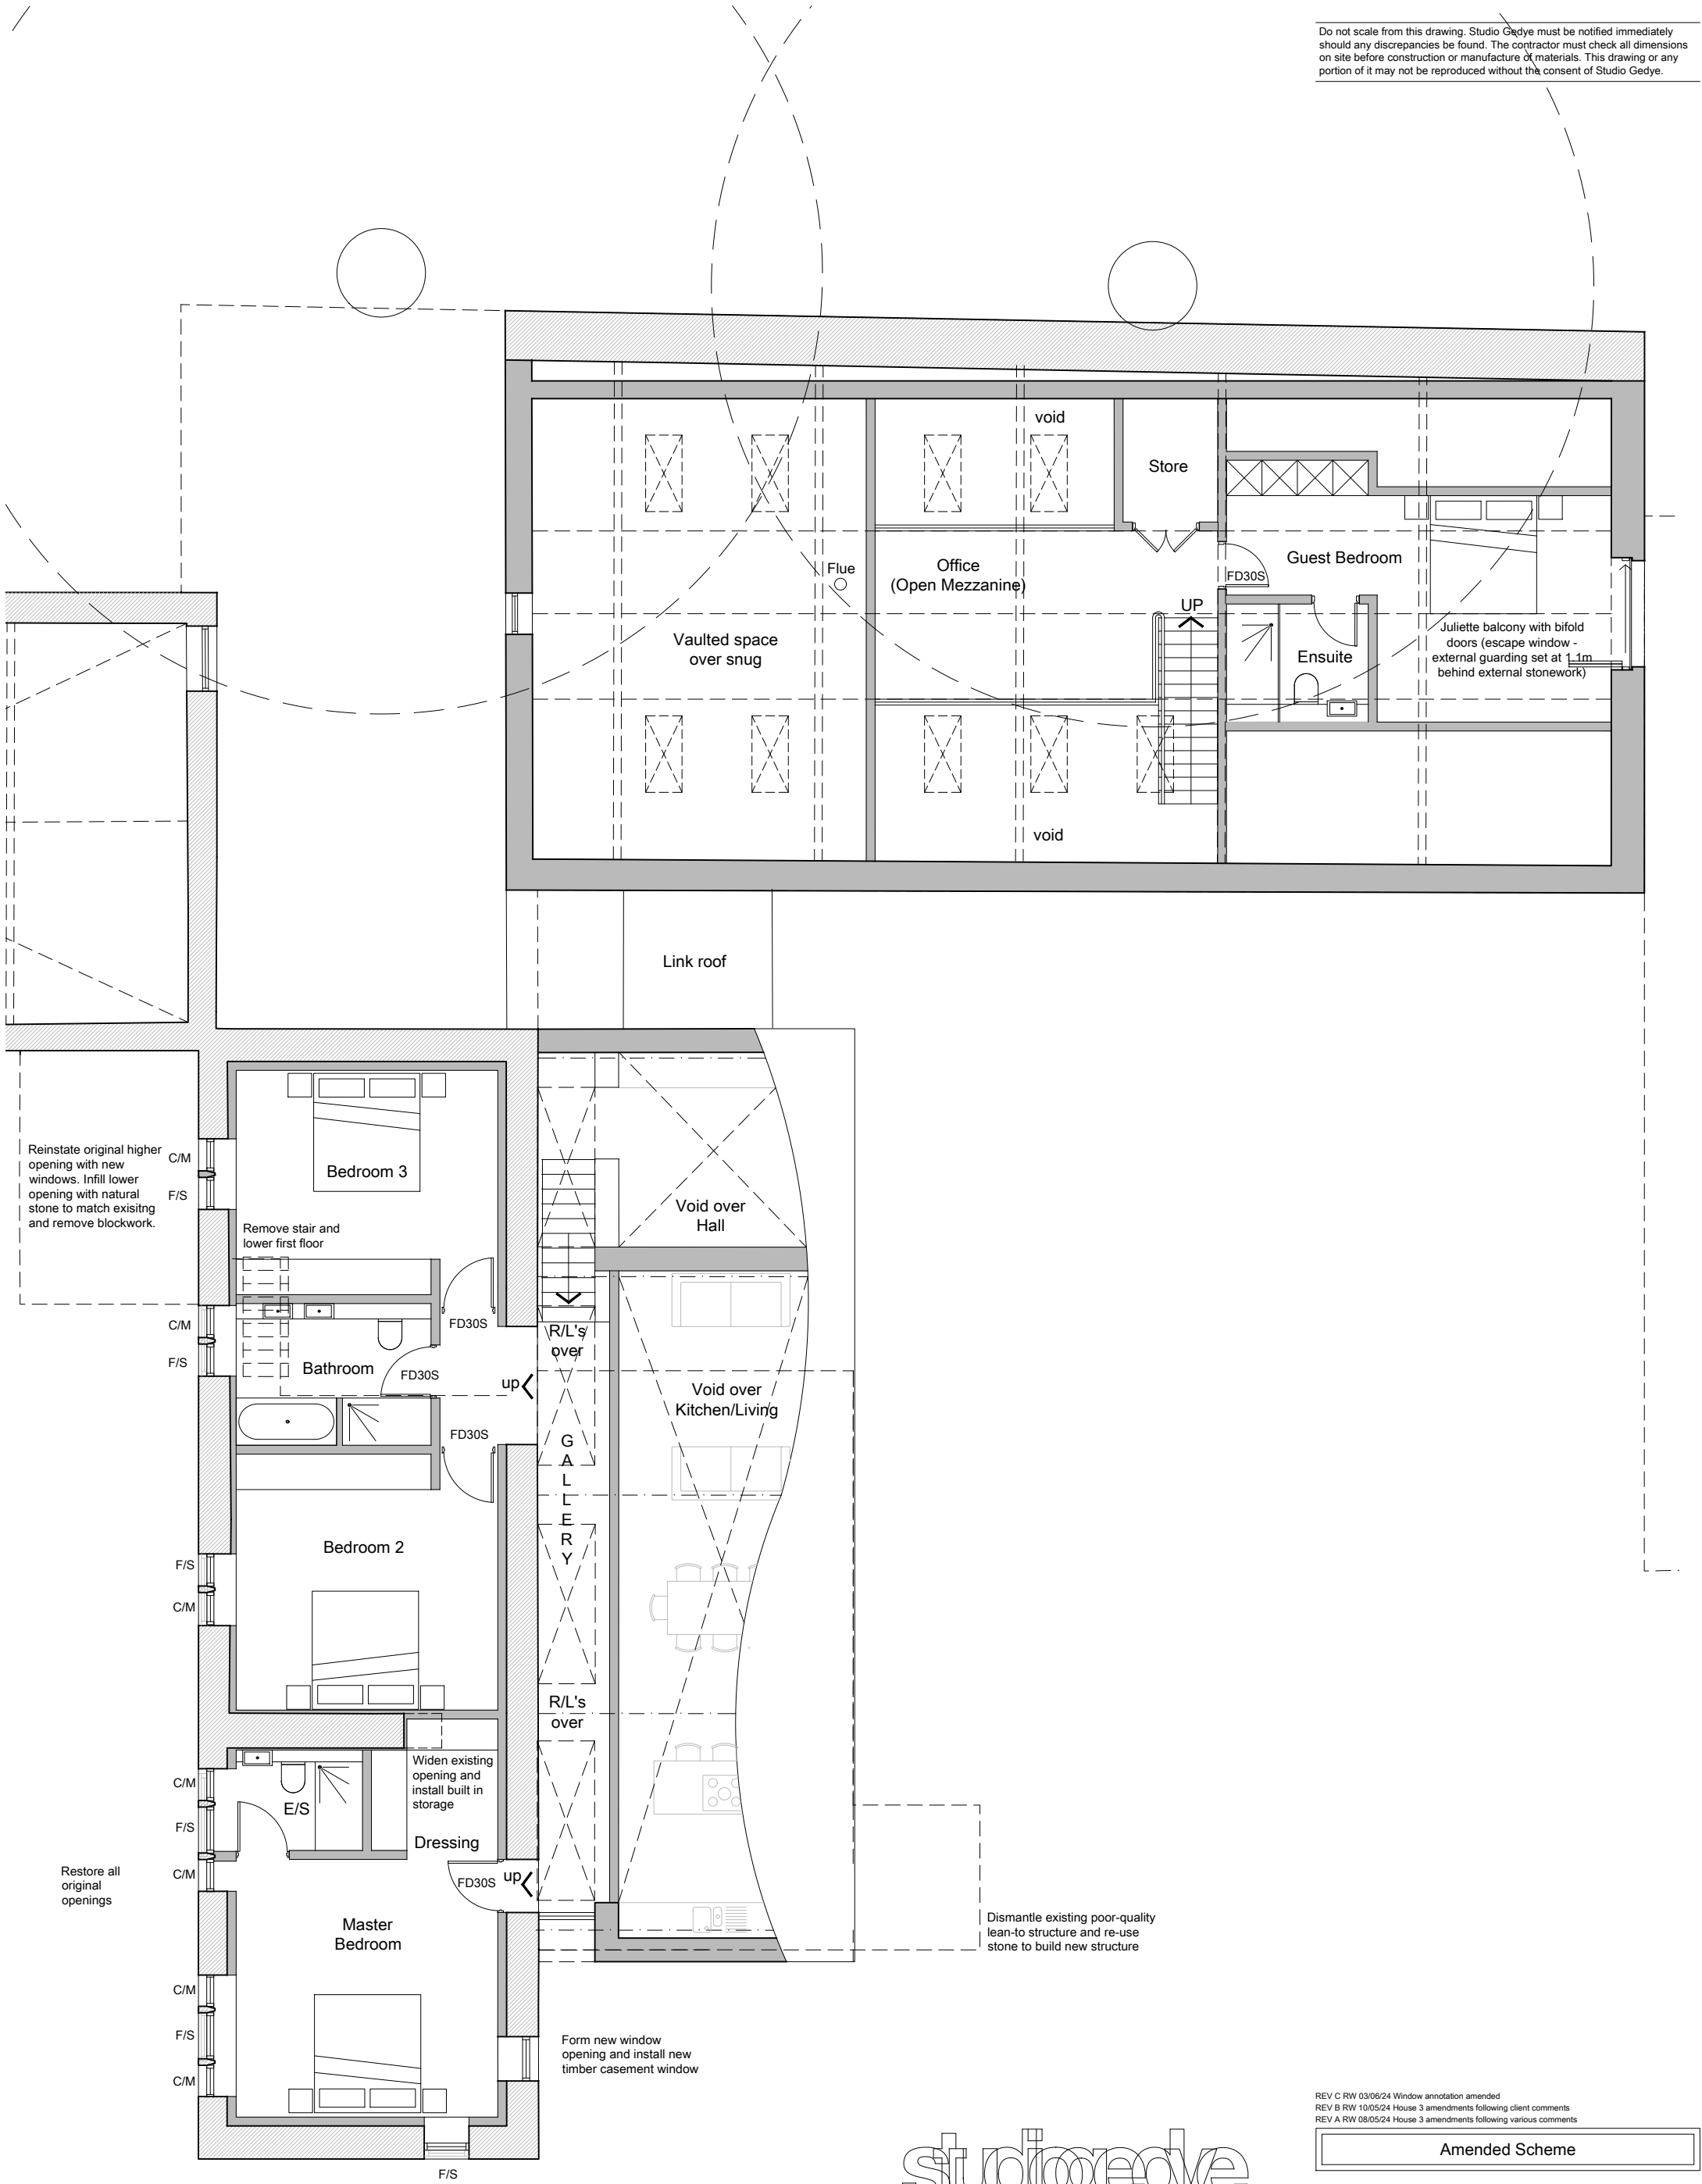 Do not scale from this drawing. Studio Gedye must be notified immediately
should any discrepancies be found. The contractor must check all dimensions
on site before construction or manufacture of materials. This drawing or any
portion of it may not be reproduced without the consent of Studio Gedye.
void
Store
Flue
Office
(Open Mezzanine)
Guest Bedroom
FD30S
UP
Vaulted space
over snug
Ensuite
Juliette balcony with bifold
doors (escape window -
external guarding set at 1.1m
behind external stonework)
void
Link roof
Reinstate original higher
opening with new
windows. Infill lower
opening with natural
stone to match exisitng
and remove blockwork.
C/M
F/S
Bedroom 3
Void over
Hall
Remove stair and
lower first floor
C/M
F/S
FD30S
R/L's
over
Bathroom
FD30S
up
Void over
Kitchen/Living
FD30S
GALLERY
Bedroom 2
F/S
C/M
R/L's
over
Widen existing
opening and
install built in
storage
C/M
F/S
C/M
E/S
Dressing
Restore all
original
openings
FD30S
up
Master
Bedroom
Dismantle existing poor-quality
lean-to structure and re-use
stone to build new structure
C/M
F/S
C/M
Form new window
opening and install new
timber casement window
F/S
REV C RW 03/06/24 Window annotation amended
REV B RW 10/05/24 House 3 amendments following client comments
REV A RW 08/05/24 House 3 amendments following various comments
studiogedye
Amended Scheme